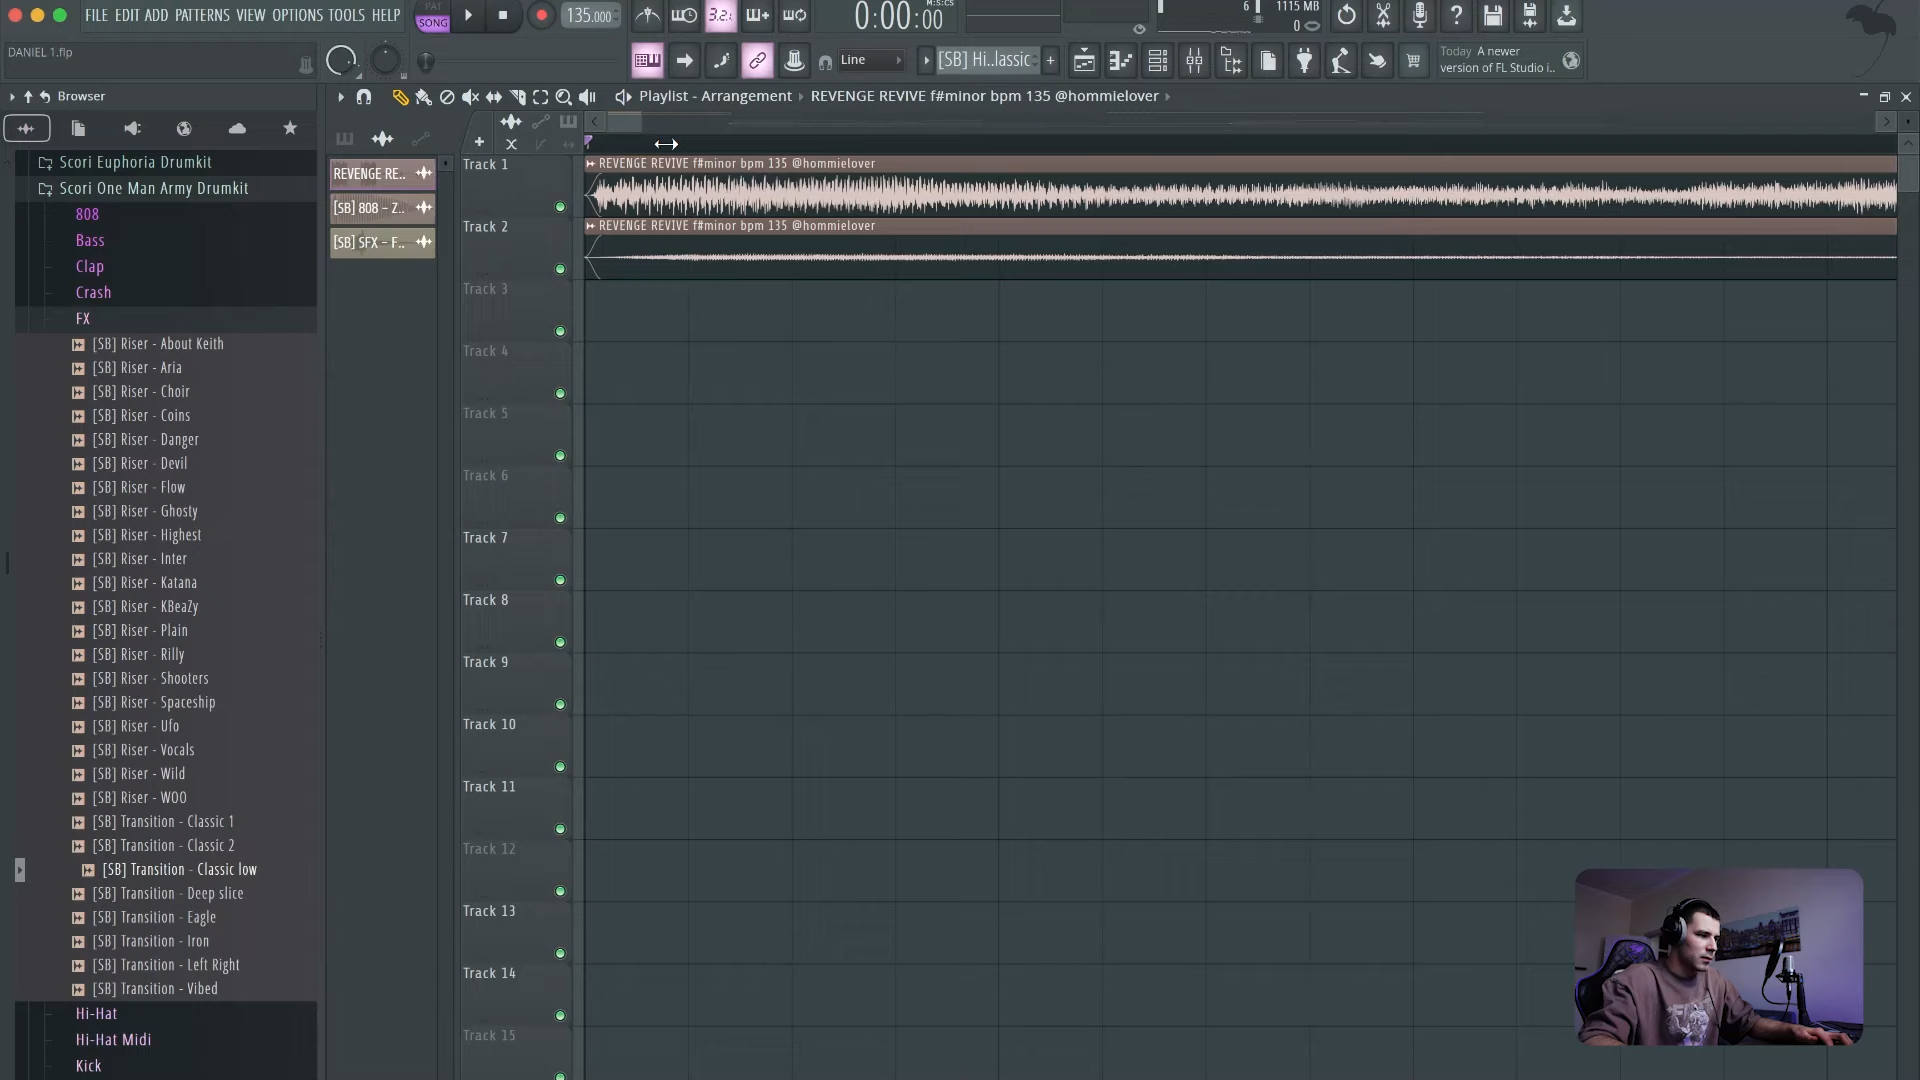 FILE EDIT ADD PATTERNS VIEW OPTIONS TOOLS HELP
PAT
SONG
135.000
3.2.
0:00:00
M:S:CS
6
1115 MB
0
DANIEL 1.flp
Line
[SB] Hi..lassic
+
Today A newer
version of FL Studio i..
Browser
Playlist - Arrangement › REVENGE REVIVE f#minor bpm 135 @hommielover ›
Scori Euphoria Drumkit
Scori One Man Army Drumkit
808
Bass
Clap
Crash
FX
[SB] Riser - About Keith
[SB] Riser - Aria
[SB] Riser - Choir
[SB] Riser - Coins
[SB] Riser - Danger
[SB] Riser - Devil
[SB] Riser - Flow
[SB] Riser - Ghosty
[SB] Riser - Highest
[SB] Riser - Inter
[SB] Riser - Katana
[SB] Riser - KBeaZy
[SB] Riser - Plain
[SB] Riser - Rilly
[SB] Riser - Shooters
[SB] Riser - Spaceship
[SB] Riser - Ufo
[SB] Riser - Vocals
[SB] Riser - Wild
[SB] Riser - WOO
[SB] Transition - Classic 1
[SB] Transition - Classic 2
[SB] Transition - Classic low
[SB] Transition - Deep slice
[SB] Transition - Eagle
[SB] Transition - Iron
[SB] Transition - Left Right
[SB] Transition - Vibed
Hi-Hat
Hi-Hat Midi
Kick
REVENGE RE..
[SB] 808 - Z..
[SB] SFX - F..
Track 1
REVENGE REVIVE f#minor bpm 135 @hommielover
Track 2
REVENGE REVIVE f#minor bpm 135 @hommielover
Track 3
Track 4
Track 5
Track 6
Track 7
Track 8
Track 9
Track 10
Track 11
Track 12
Track 13
Track 14
Track 15